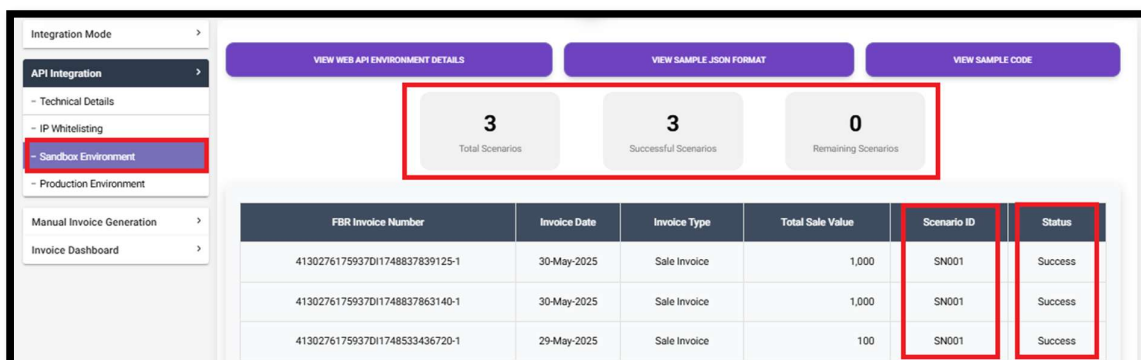 Integration Mode
API Integration
- Technical Details
- IP Whitelisting
- Sandbox Environment
- Production Environment
Manual Invoice Generation
Invoice Dashboard
VIEW WEB API ENVIRONMENT DETAILS VIEW SAMPLE JSON FORMAT VIEW SAMPLE CODE
3 3 0
Total Scenarios Successful Scenarios Remaining Scenarios
FBR Invoice Number Invoice Date Invoice Type Total Sale Value Scenario ID Status
4130276175937DI1748837839125-1 30-May-2025 Sale Invoice 1,000 SN001 Success
4130276175937DI1748837863140-1 30-May-2025 Sale Invoice 1,000 SN001 Success
4130276175937DI1748533436720-1 29-May-2025 Sale Invoice 100 SN001 Success